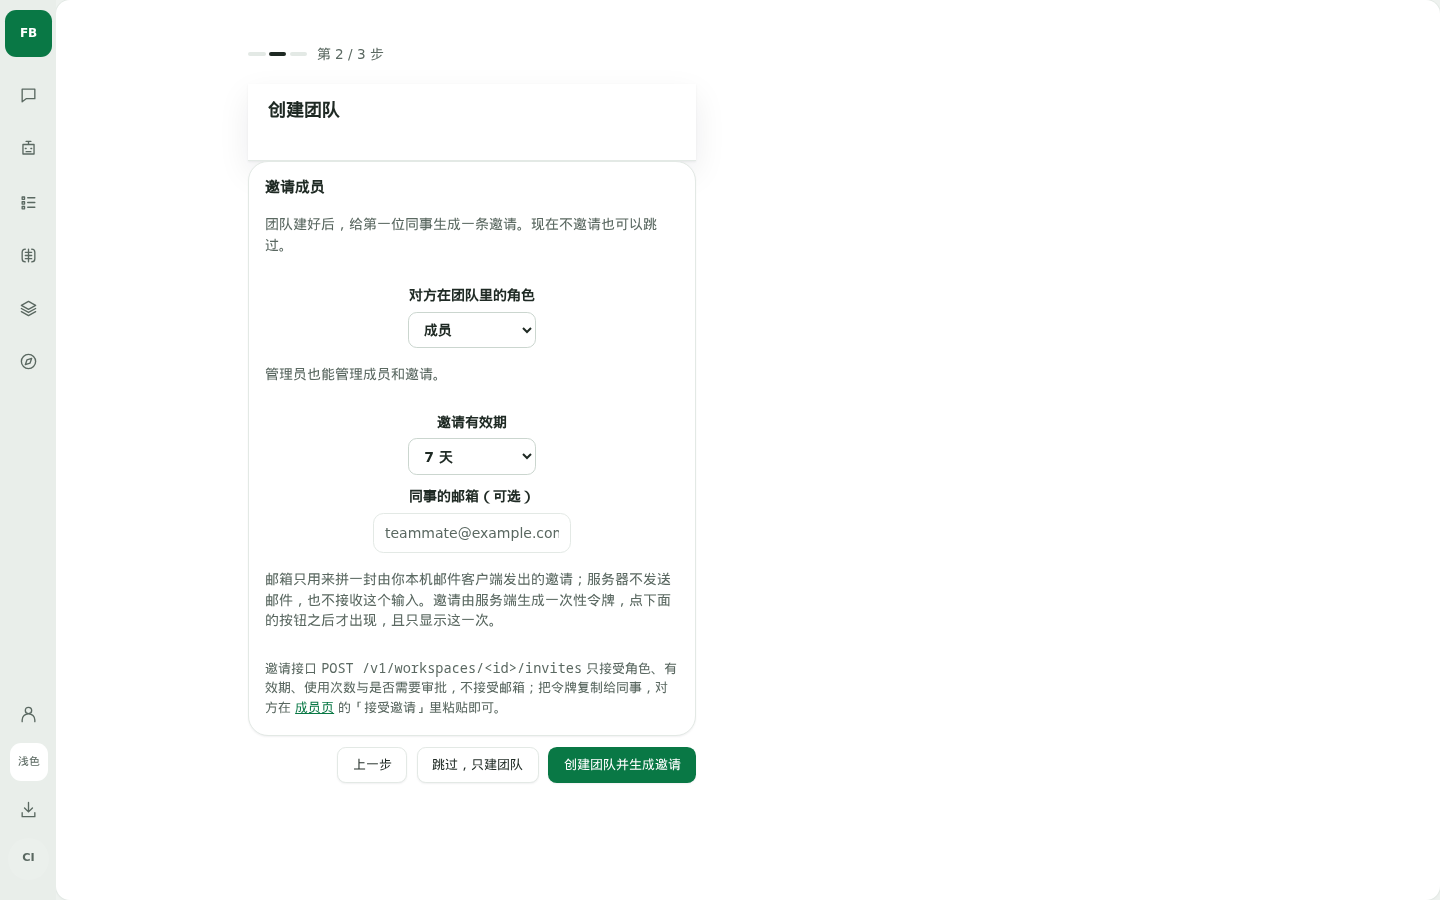 FB
第 2 / 3 步
创建团队
邀请成员
团队建好后，给第一位同事生成一条邀请。现在不邀请也可以跳
过。
对方在团队里的角色
成员
管理员也能管理成员和邀请。
邀请有效期
7 天
同事的邮箱（可选）
teammate@example.con
邮箱只用来拼一封由你本机邮件客户端发出的邀请；服务器不发送
邮件，也不接收这个输入。邀请由服务端生成一次性令牌，点下面
的按钮之后才出现，且只显示这一次。
邀请接口 POST /v1/workspaces/<id>/invites 只接受角色、有
效期、使用次数与是否需要审批，不接受邮箱；把令牌复制给同事，对
方在 成员页 的「接受邀请」里粘贴即可。
上一步
跳过，只建团队
创建团队并生成邀请
浅色
CI